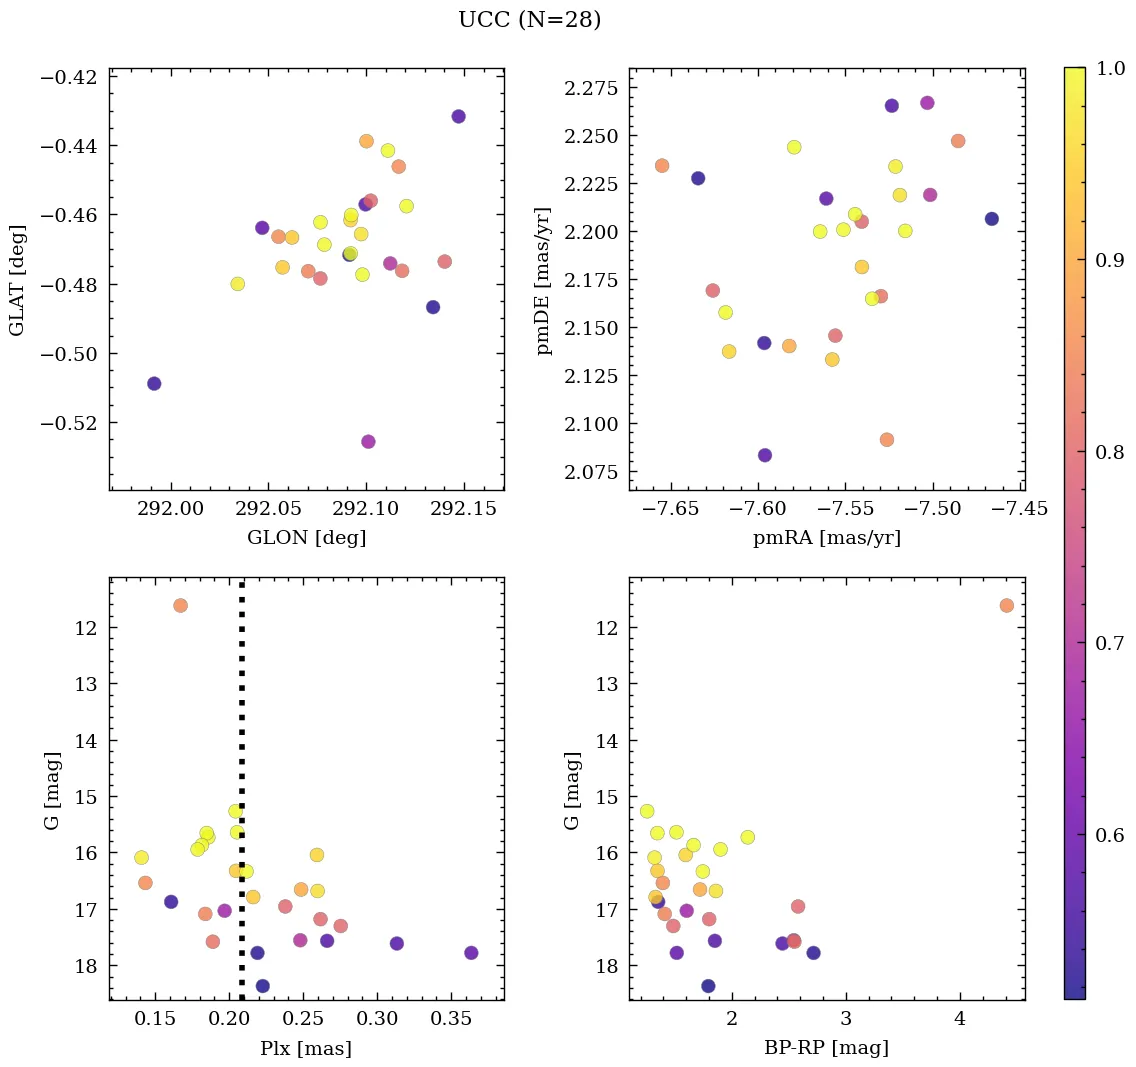 UCC (N=28)
−0.42
−0.44
−0.46
−0.48
−0.50
−0.52
GLAT [deg]
292.00 292.05 292.10 292.15
GLON [deg]
2.275
2.250
2.225
2.200
2.175
2.150
2.125
2.100
2.075
pmDE [mas/yr]
−7.65 −7.60 −7.55 −7.50 −7.45
pmRA [mas/yr]
12
13
14
15
16
17
18
G [mag]
0.15 0.20 0.25 0.30 0.35
Plx [mas]
12
13
14
15
16
17
18
G [mag]
2 3 4
BP-RP [mag]
1.0
0.9
0.8
0.7
0.6